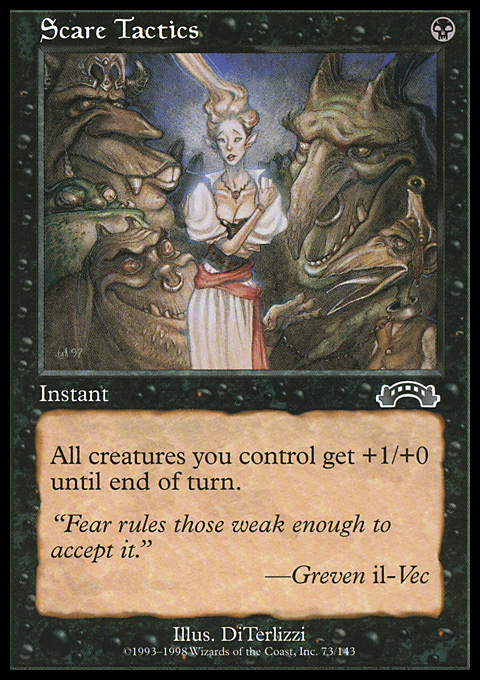 Scare Tactics
Instant
All creatures you control get +1/+0
until end of turn.
“Fear rules those weak enough to
accept it.”
—Greven il-Vec
Illus. DiTerlizzi
©1993–1998 Wizards of the Coast, Inc. 73/143